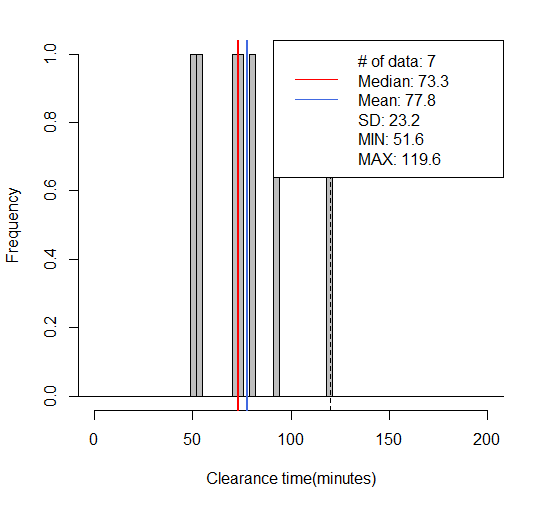 # of data: 7
Median: 73.3
Mean: 77.8
SD: 23.2
MIN: 51.6
MAX: 119.6
1.0
0.8
0.6
0.4
0.2
0.0
Frequency
0 50 100 150 200
Clearance time(minutes)